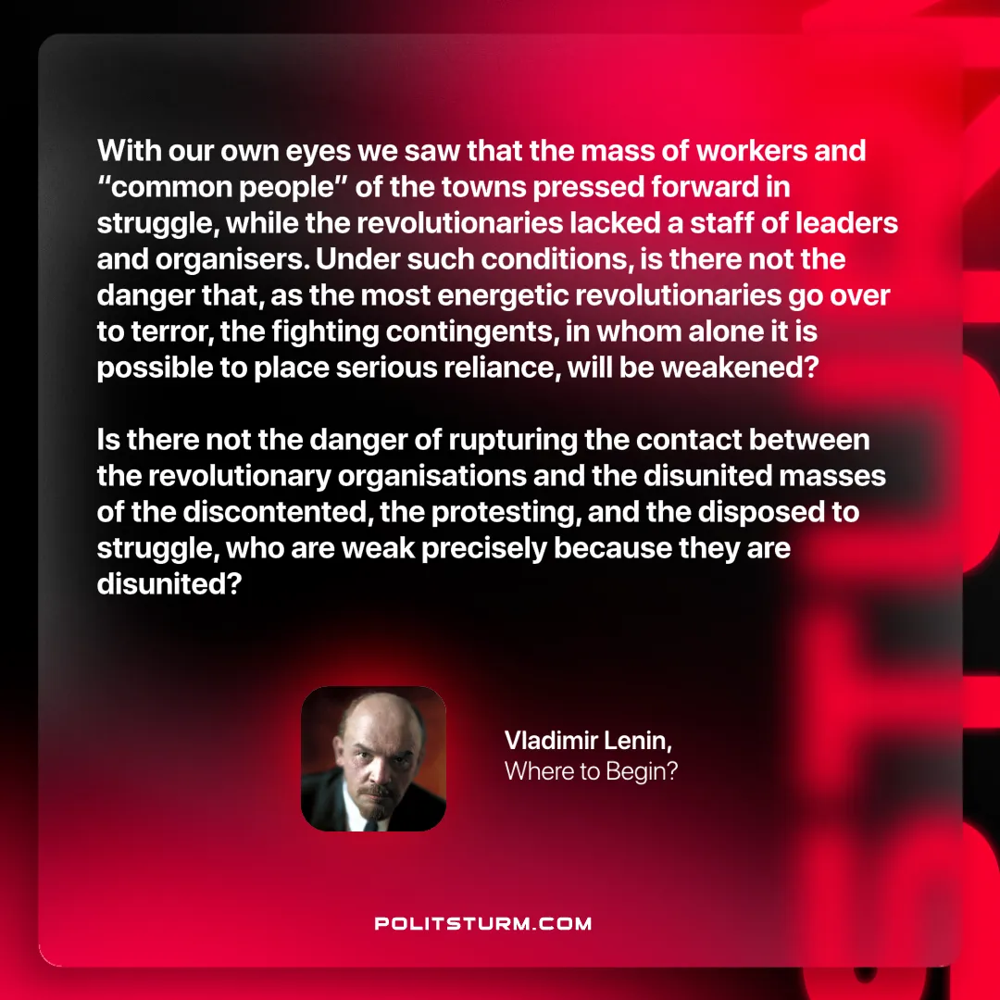 With our own eyes we saw that the mass of workers and
“common people” of the towns pressed forward in
struggle, while the revolutionaries lacked a staff of leaders
and organisers. Under such conditions, is there not the
danger that, as the most energetic revolutionaries go over
to terror, the fighting contingents, in whom alone it is
possible to place serious reliance, will be weakened?
Is there not the danger of rupturing the contact between
the revolutionary organisations and the disunited masses
of the discontented, the protesting, and the disposed to
struggle, who are weak precisely because they are
disunited?
Vladimir Lenin,
Where to Begin?
POLITSTURM.COM